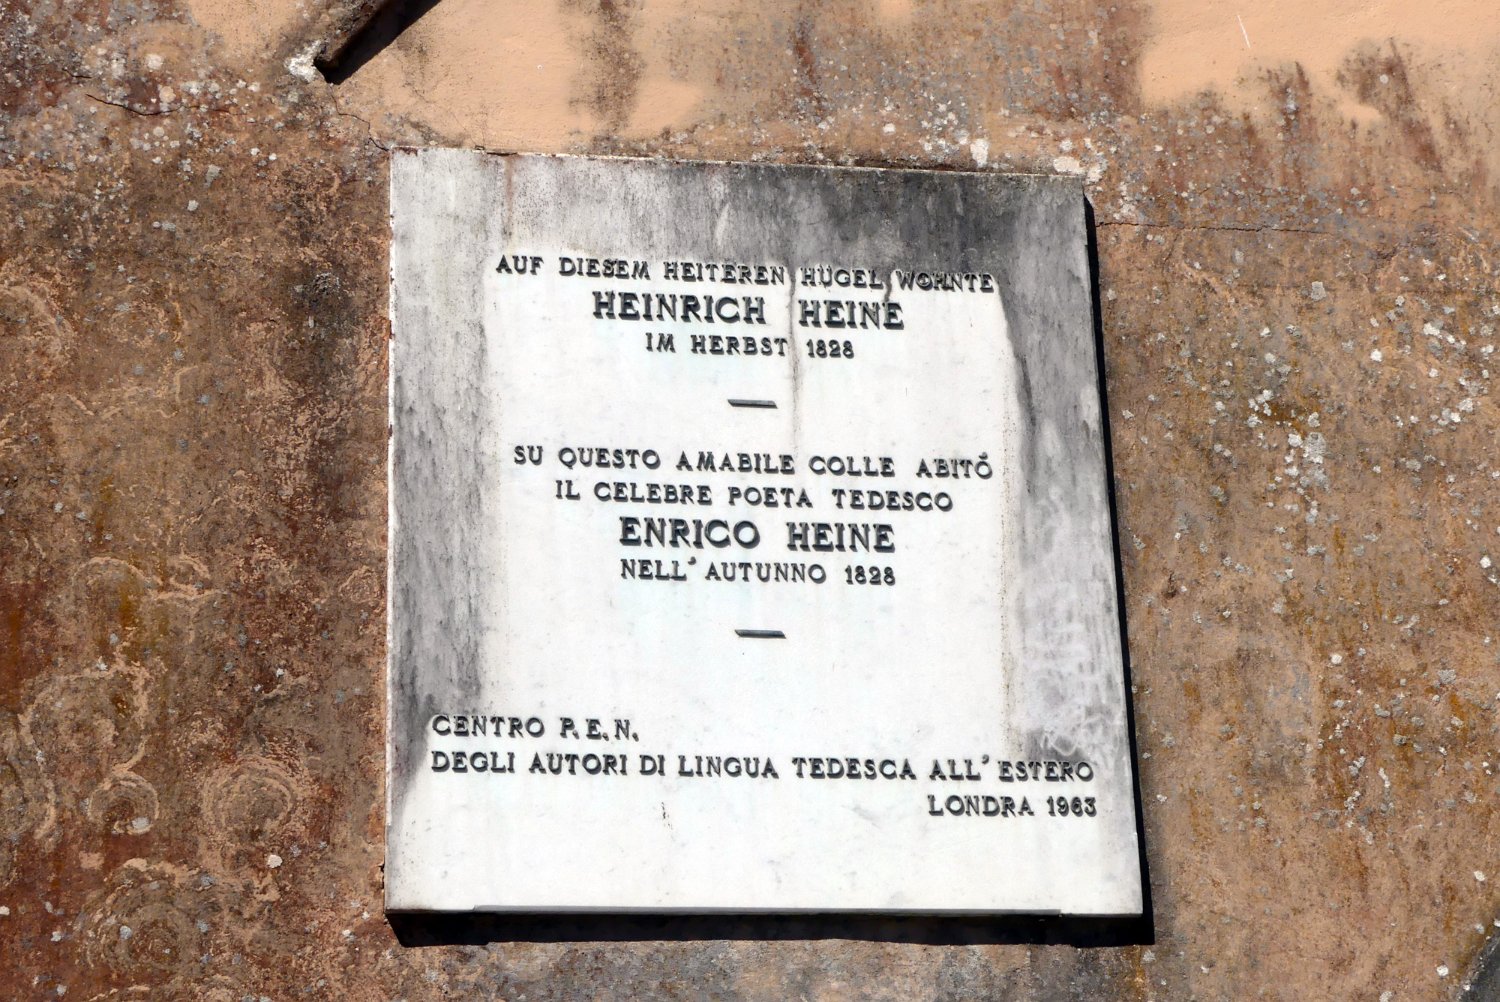 AUF DIESEM HEITEREN HÜGEL WOHNTE
HEINRICH HEINE
IM HERBST 1828
—
SU QUESTO AMABILE COLLE ABITÓ
IL CELEBRE POETA TEDESCO
ENRICO HEINE
NELL'AUTUNNO 1828
—
CENTRO P.E.N.
DEGLI AUTORI DI LINGUA TEDESCA ALL'ESTERO
LONDRA 1963